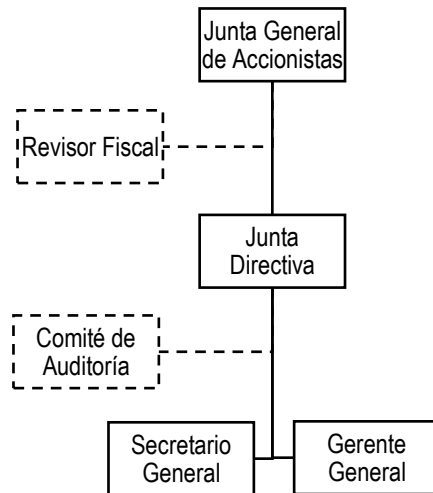 Junta General
de Accionistas
Revisor Fiscal
Junta
Directiva
Comité de
Auditoría
Secretario
General
Gerente
General